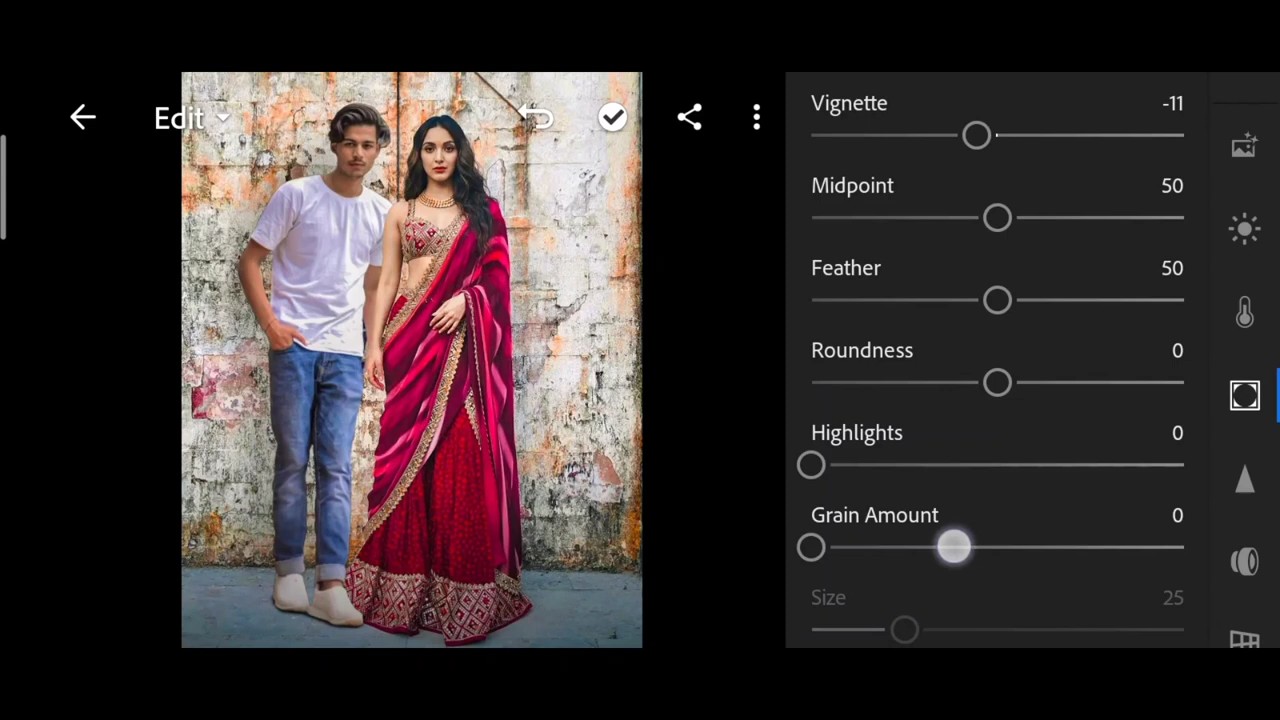 Edit
Vignette -11
Midpoint 50
Feather 50
Roundness 0
Highlights 0
Grain Amount 0
Size 25